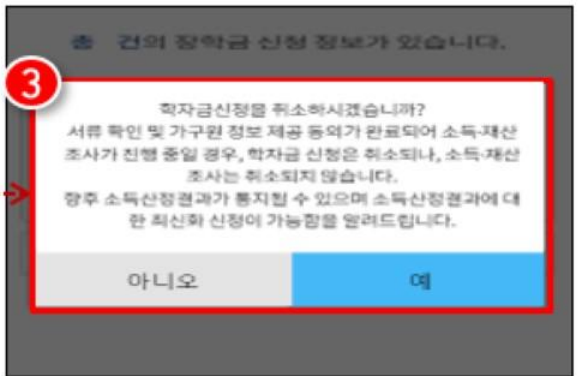 총 건의 장학금 신청 정보가 있습니다.
3
학자금신청을 취소하시겠습니까?
서류 확인 및 가구원 정보 제공 동의가 완료되어 소득·재산
조사가 진행 중일 경우, 학자금 신청은 취소되나, 소득·재산
조사는 취소되지 않습니다.
향후 소득산정결과가 통지될 수 있으며 소득산정결과에 대
한 최신화 신청이 가능함을 알려드립니다.
아니오
예